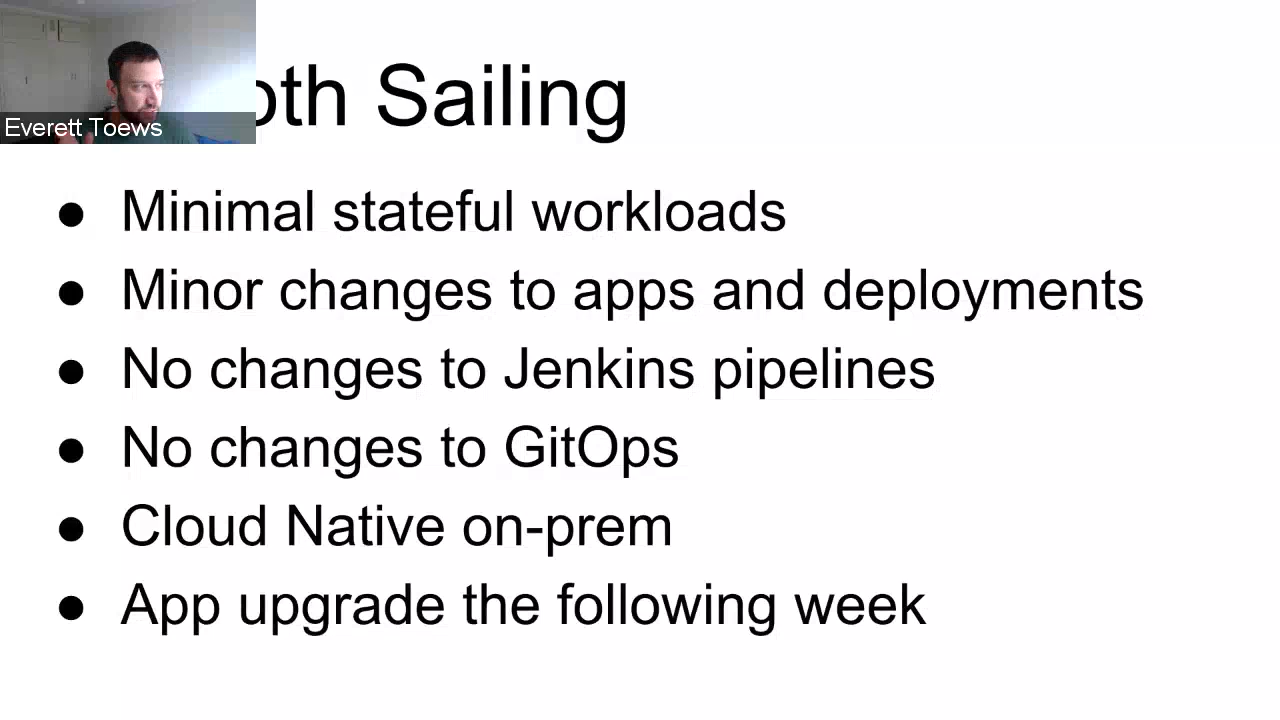 oth Sailing
Everett Toews
● Minimal stateful workloads
● Minor changes to apps and deployments
● No changes to Jenkins pipelines
● No changes to GitOps
● Cloud Native on-prem
● App upgrade the following week